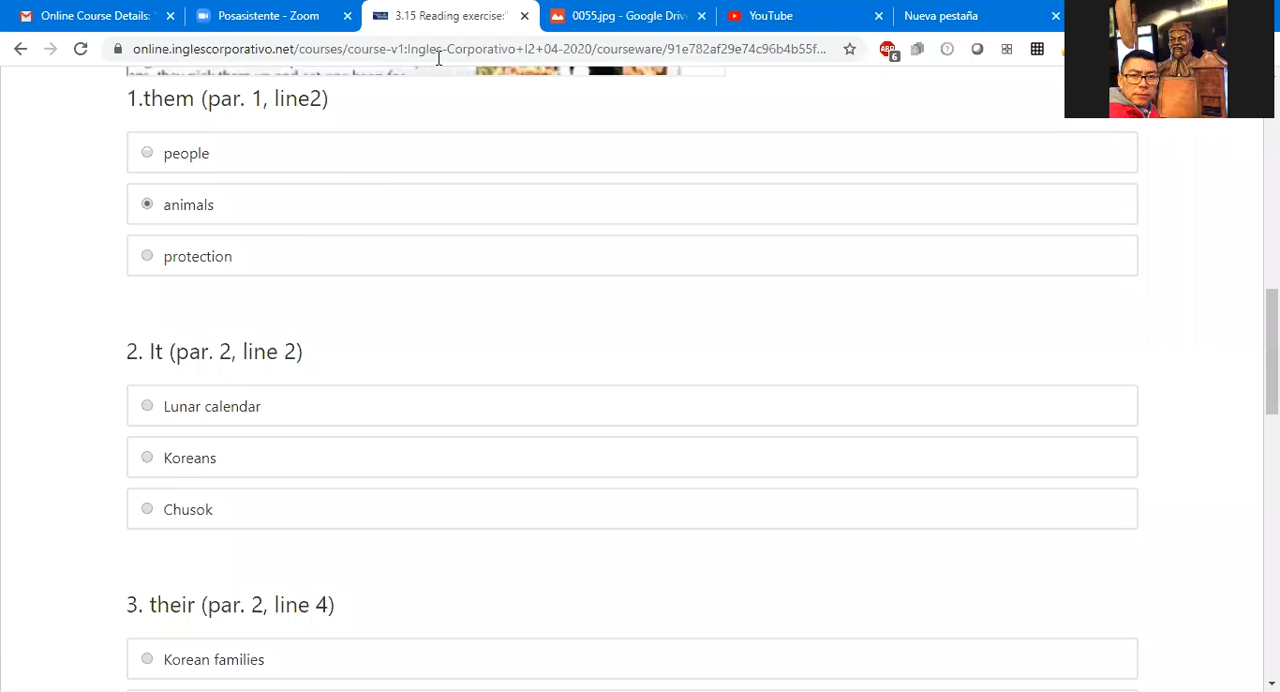 Online Course Details: "
Posasistente - Zoom
3.15 Reading exercise:"
0055.jpg - Google Driv
YouTube
Nueva pestaña
online.inglescorporativo.net/courses/course-v1:Ingles-Corporativo+I2+04-2020/courseware/91e782af29e74c96b4b55f...
ABP
6
1.them (par. 1, line2)
people
animals
protection
2. It (par. 2, line 2)
Lunar calendar
Koreans
Chusok
3. their (par. 2, line 4)
Korean families